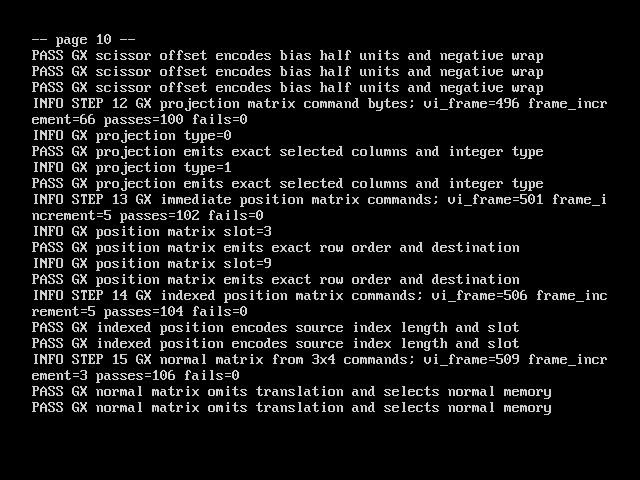 -- page 10 --
PASS GX scissor offset encodes bias half units and negative wrap
PASS GX scissor offset encodes bias half units and negative wrap
PASS GX scissor offset encodes bias half units and negative wrap
INFO STEP 12 GX projection matrix command bytes; vi_frame=496 frame_incr
ement=66 passes=100 fails=0
INFO GX projection type=0
PASS GX projection emits exact selected columns and integer type
INFO GX projection type=1
PASS GX projection emits exact selected columns and integer type
INFO STEP 13 GX immediate position matrix commands; vi_frame=501 frame_i
ncrement=5 passes=102 fails=0
INFO GX position matrix slot=3
PASS GX position matrix emits exact row order and destination
INFO GX position matrix slot=9
PASS GX position matrix emits exact row order and destination
INFO STEP 14 GX indexed position matrix commands; vi_frame=506 frame_inc
rement=5 passes=104 fails=0
PASS GX indexed position encodes source index length and slot
PASS GX indexed position encodes source index length and slot
INFO STEP 15 GX normal matrix from 3x4 commands; vi_frame=509 frame_incr
ement=3 passes=106 fails=0
PASS GX normal matrix omits translation and selects normal memory
PASS GX normal matrix omits translation and selects normal memory